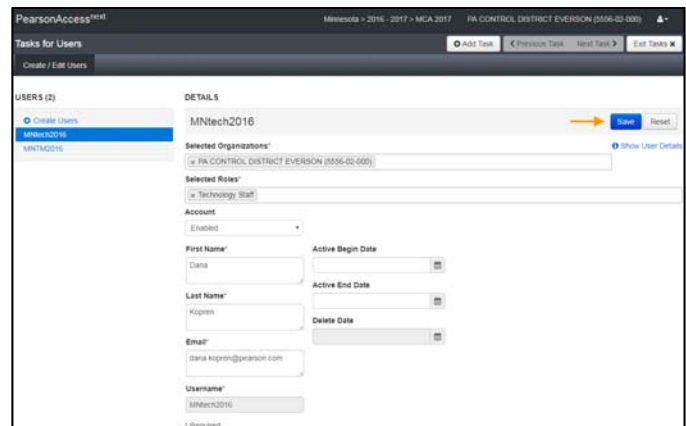 PearsonAccess next
Minnesota > 2016 - 2017 > MCA 2017 PA CONTROL DISTRICT EVERSON (5556-02-000)
Tasks for Users
Add Task Previous Task Next Task Exit Tasks
Create / Edit Users
USERS (2)
DETAILS
Create Users
MNtech2016
MNTM2016
MNtech2016
Save Reset
Selected Organizations*
Show User Details
PA CONTROL DISTRICT EVERSON (5556-02-000)
Selected Roles*
Technology Staff
Account
Enabled
First Name*
Active Begin Date
Dana
Active End Date
Last Name*
Kopren
Delete Date
Email*
dana.kopren@pearson.com
Username*
MNtech2016
* Required